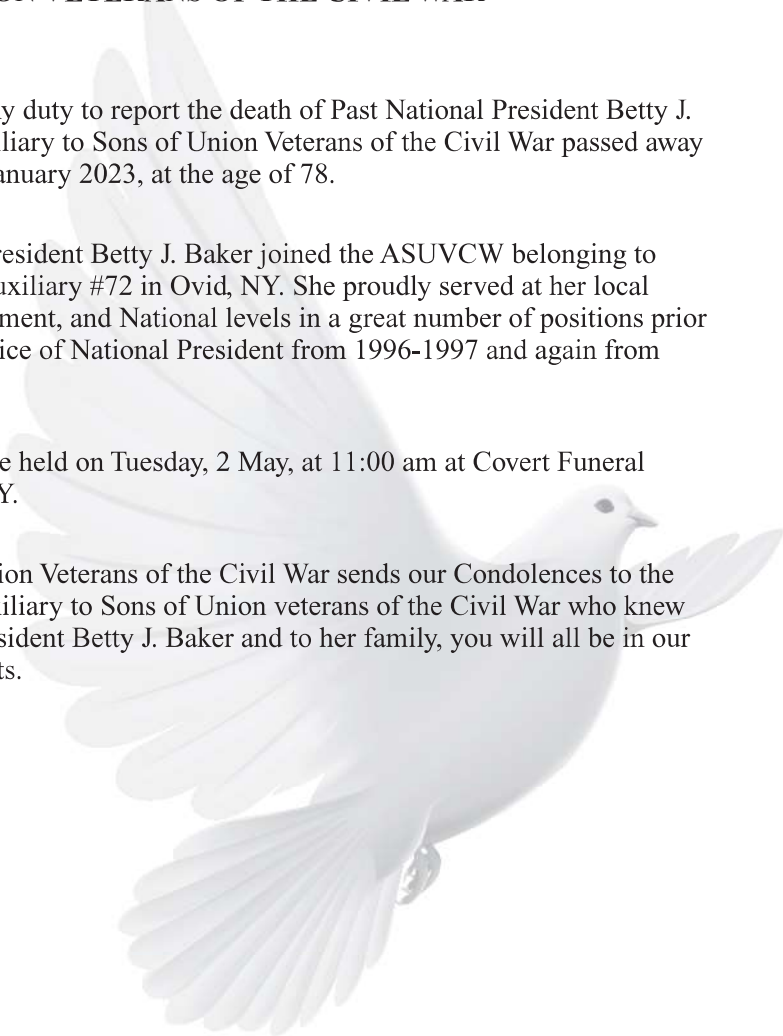 ON VETERANS OF THE CIVIL WAR
y duty to report the death of Past National President Betty J.
liary to Sons of Union Veterans of the Civil War passed away
anuary 2023, at the age of 78.
resident Betty J. Baker joined the ASUVCW belonging to
uxiliary #72 in Ovid, NY. She proudly served at her local
ment, and National levels in a great number of positions prior
ice of National President from 1996-1997 and again from
e held on Tuesday, 2 May, at 11:00 am at Covert Funeral
Y.
ion Veterans of the Civil War sends our Condolences to the
iliary to Sons of Union veterans of the Civil War who knew
sident Betty J. Baker and to her family, you will all be in our
ts.